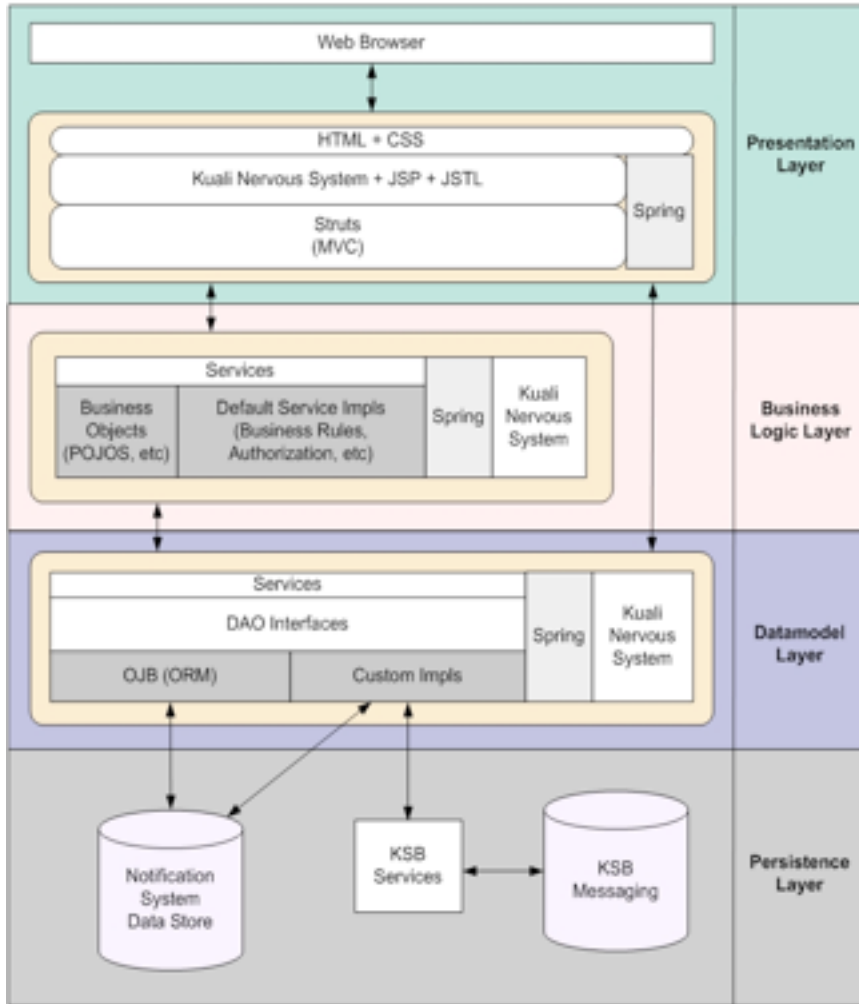 Web Browser
HTML + CSS
Kuali Nervous System + JSP + JSTL
Struts
(MVC)
Spring
Presentation
Layer
Services
Business
Objects
(POJOS, etc)
Default Service Impls
(Business Rules,
Authorization, etc)
Spring
Kuali
Nervous
System
Business
Logic Layer
Services
DAO Interfaces
OJB (ORM)
Custom Impls
Spring
Kuali
Nervous
System
Datamodel
Layer
Notification
System
Data Store
KSB
Services
KSB
Messaging
Persistence
Layer